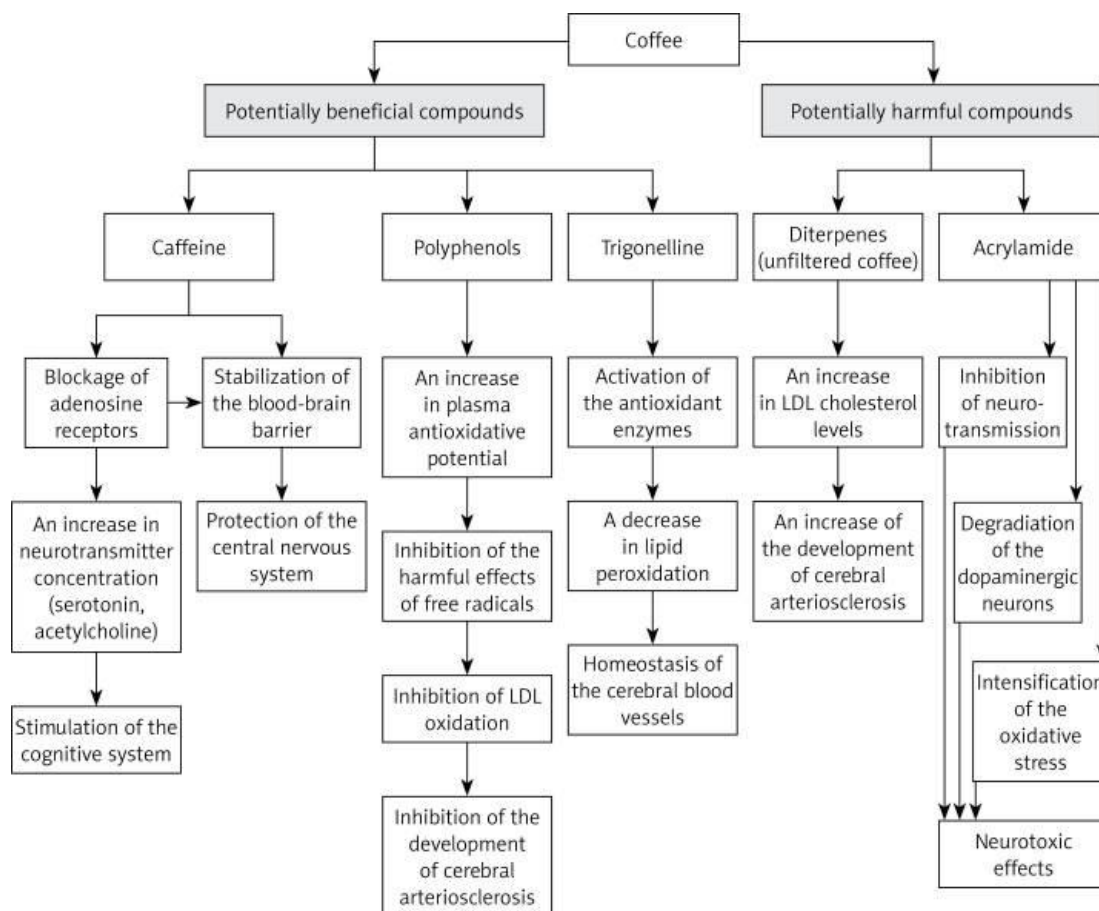 Coffee
Potentially beneficial compounds
Potentially harmful compounds
Caffeine
Polyphenols
Trigonelline
Diterpenes
(unfiltered coffee)
Acrylamide
Blockage of
adenosine
receptors
Stabilization of
the blood-brain
barrier
An increase
in plasma
antioxidative
potential
Activation of
the antioxidant
enzymes
An increase
in LDL cholesterol
levels
Inhibition
of neuro-
transmission
An increase in
neurotransmitter
concentration
(serotonin,
acetylcholine)
Protection of the
central nervous
system
Inhibition of the
harmful effects
of free radicals
A decrease
in lipid
peroxidation
An increase of
the development
of cerebral
arteriosclerosis
Degradiation
of the
dopaminergic
neurons
Stimulation of the
cognitive system
Inhibition of LDL
oxidation
Homeostasis of
the cerebral blood
vessels
Intensification
of the
oxidative
stress
Inhibition of the
development
of cerebral
arteriosclerosis
Neurotoxic
effects